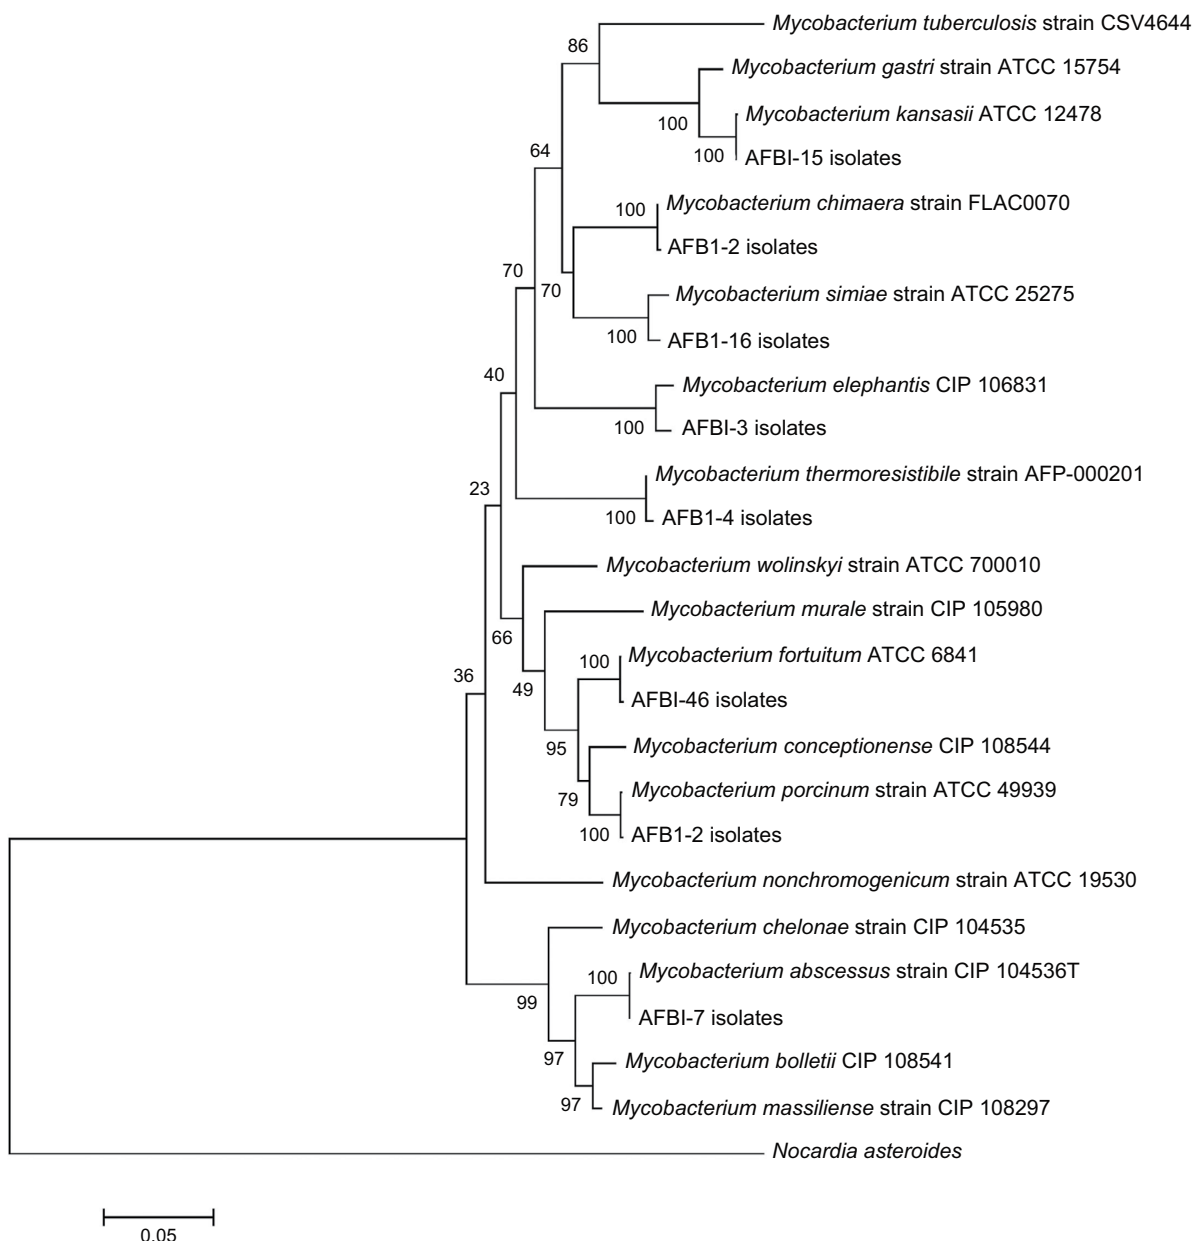 Mycobacterium tuberculosis strain CSV4644
86
Mycobacterium gastri strain ATCC 15754
Mycobacterium kansasii ATCC 12478
100
64
100
AFBI-15 isolates
Mycobacterium chimaera strain FLAC0070
100
AFB1-2 isolates
70
70
Mycobacterium simiae strain ATCC 25275
100
AFB1-16 isolates
40
Mycobacterium elephantis CIP 106831
100
AFBI-3 isolates
Mycobacterium thermoresistibile strain AFP-000201
23
100
AFB1-4 isolates
Mycobacterium wolinskyi strain ATCC 700010
Mycobacterium murale strain CIP 105980
66
Mycobacterium fortuitum ATCC 6841
100
36
49
AFBI-46 isolates
Mycobacterium conceptionense CIP 108544
95
Mycobacterium porcinum strain ATCC 49939
79
100
AFB1-2 isolates
Mycobacterium nonchromogenicum strain ATCC 19530
Mycobacterium chelonae strain CIP 104535
Mycobacterium abscessus strain CIP 104536T
100
99
AFBI-7 isolates
97
Mycobacterium bolletii CIP 108541
97
Mycobacterium massiliense strain CIP 108297
Nocardia asteroides
0.05